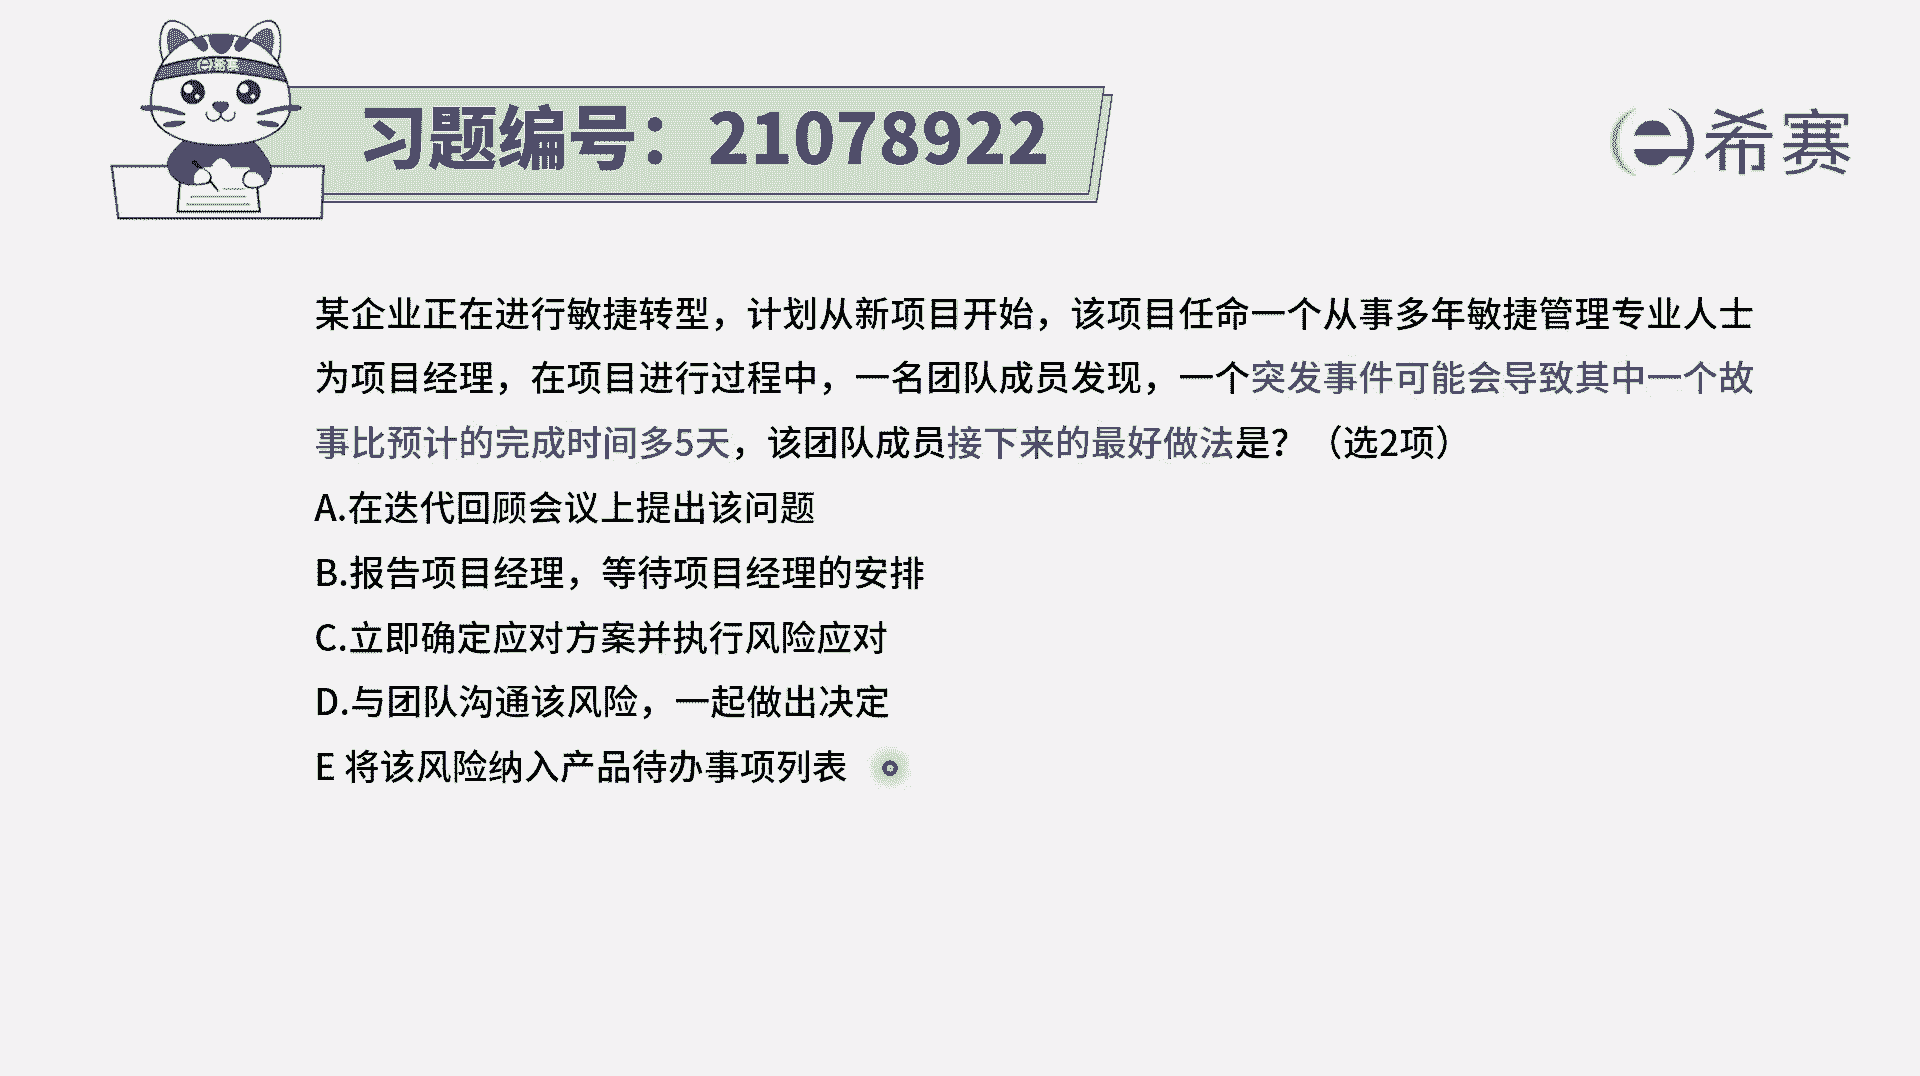 e希赛
习题编号：21078922
e希赛
某企业正在进行敏捷转型，计划从新项目开始，该项目任命一个从事多年敏捷管理专业人士
为项目经理，在项目进行过程中，一名团队成员发现，一个突发事件可能会导致其中一个故
事比预计的完成时间多5天，该团队成员接下来的最好做法是？（选2项）
A.在迭代回顾会议上提出该问题
B.报告项目经理，等待项目经理的安排
C.立即确定应对方案并执行风险应对
D.与团队沟通该风险，一起做出决定
E 将该风险纳入产品待办事项列表